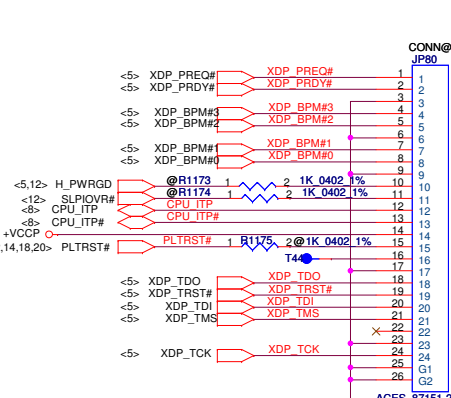 CONN@
JP80
<5> XDP_PREQ# XDP_PREQ# 1 1
<5> XDP_PRDY# XDP_PRDY# 2 2
3 3
<5> XDP_BPM#3 XDP_BPM#3 4 4
<5> XDP_BPM#2 XDP_BPM#2 5 5
6 6
<5> XDP_BPM#1 XDP_BPM#1 7 7
<5> XDP_BPM#0 XDP_BPM#0 8 8
9 9
<5,12> H_PWRGD @R1173 1 2 1K_0402_1% 10 10
<12> SLPIOVR# @R1174 1 2 1K_0402_1% 11 11
<8> CPU_ITP CPU_ITP 12 12
<8> CPU_ITP# CPU_ITP# 13 13
+VCCP 14 14
,14,18,20> PLTRST# PLTRST# 1 R1175 2 @1K_0402_1% 15 15
T44 16 16
17 17
<5> XDP_TDO XDP_TDO 18 18
<5> XDP_TRST# XDP_TRST# 19 19
<5> XDP_TDI XDP_TDI 20 20
<5> XDP_TMS XDP_TMS 21 21
22 22
23 23
<5> XDP_TCK XDP_TCK 24 24
25 G1
26 G2